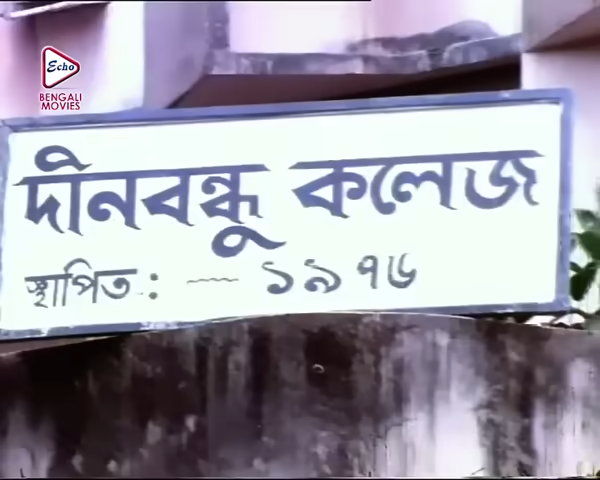 Echo
BENGALI
MOVIES
দীনবন্ধু কলেজ
স্থাপিত : ~~ ১৯৭৬